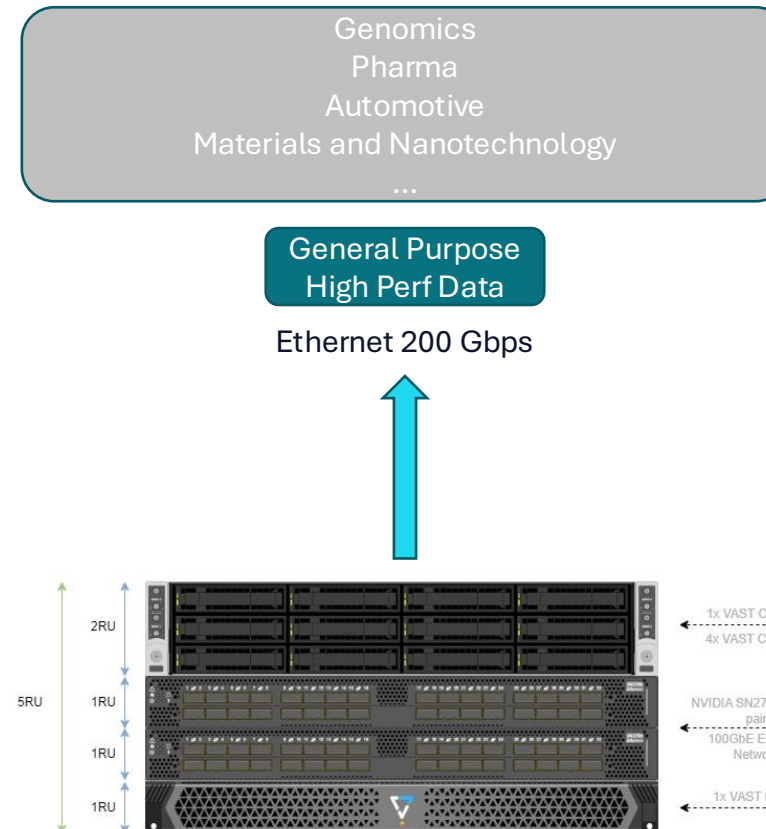 Genomics
Pharma
Automotive
Materials and Nanotechnology
...
General Purpose
High Perf Data
Ethernet 200 Gbps
2RU
1x VAST
4x VAST
5RU
1RU
NVIDIA
100GbE
1RU
1RU
1x VAST